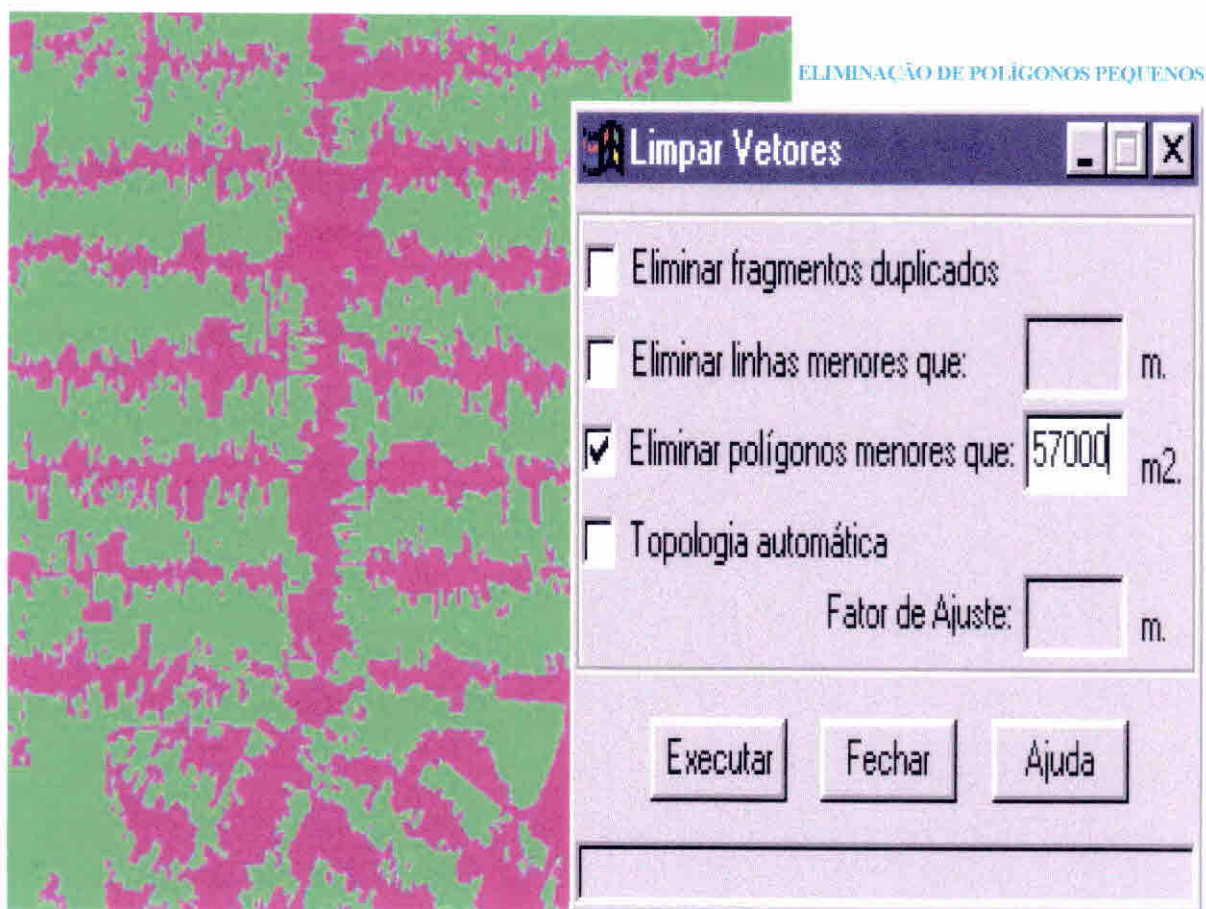 ELIMINAÇÃO DE POLÍGONOS PEQUENOS
Limpar Vetores
Eliminar fragmentos duplicados
Eliminar linhas menores que: m.
Eliminar polígonos menores que: 57000 m2.
Topologia automática
Fator de Ajuste: m.
Executar Fechar Ajuda